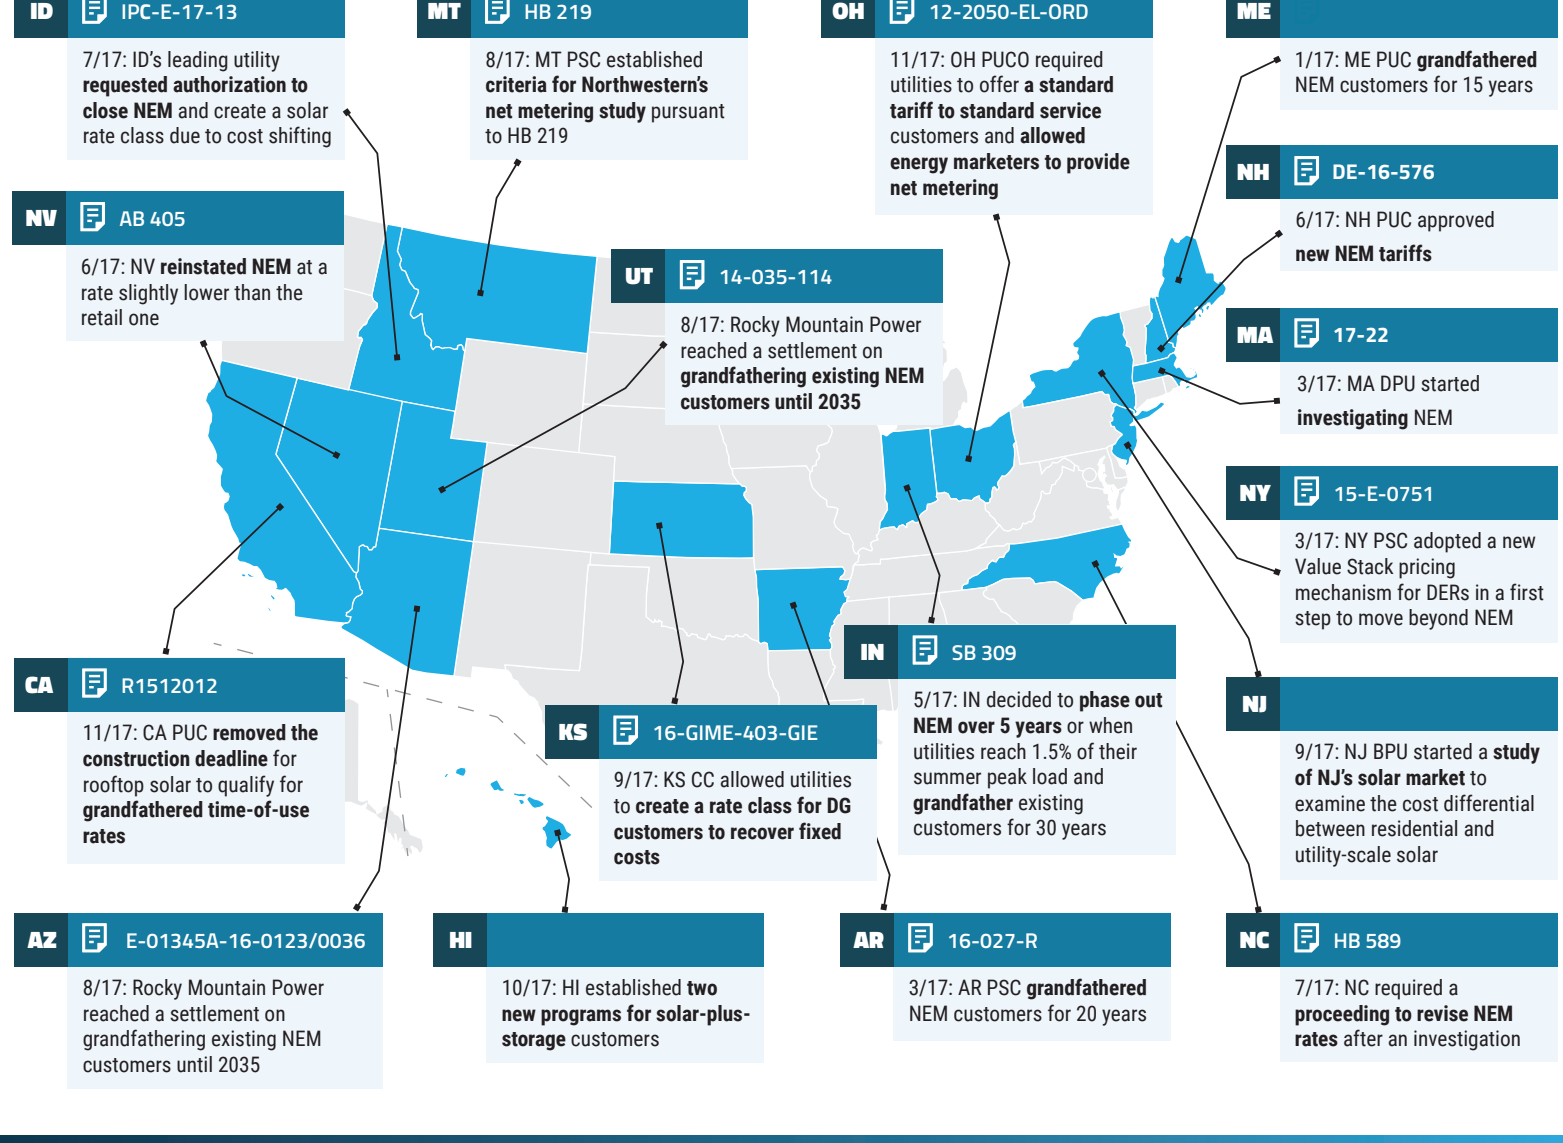 ID IPC-E-17-13
7/17: ID's leading utility
requested authorization to
close NEM and create a solar
rate class due to cost shifting
MT HB 219
8/17: MT PSC established
criteria for Northwestern's
net metering study pursuant
to HB 219
OH 12-2050-EL-ORD
11/17: OH PUCO required
utilities to offer a standard
tariff to standard service
customers and allowed
energy marketers to provide
net metering
ME
1/17: ME PUC grandfathered
NEM customers for 15 years
NH DE-16-576
6/17: NH PUC approved
new NEM tariffs
NV AB 405
6/17: NV reinstated NEM at a
rate slightly lower than the
retail one
UT 14-035-114
8/17: Rocky Mountain Power
reached a settlement on
grandfathering existing NEM
customers until 2035
MA 17-22
3/17: MA DPU started
investigating NEM
NY 15-E-0751
3/17: NY PSC adopted a new
Value Stack pricing
mechanism for DERs in a first
step to move beyond NEM
CA R1512012
11/17: CA PUC removed the
construction deadline for
rooftop solar to qualify for
grandfathered time-of-use
rates
KS 16-GIME-403-GIE
9/17: KS CC allowed utilities
to create a rate class for DG
customers to recover fixed
costs
IN SB 309
5/17: IN decided to phase out
NEM over 5 years or when
utilities reach 1.5% of their
summer peak load and
grandfather existing
customers for 30 years
NJ
9/17: NJ BPU started a study
of NJ's solar market to
examine the cost differential
between residential and
utility-scale solar
AZ E-01345A-16-0123/0036
8/17: Rocky Mountain Power
reached a settlement on
grandfathering existing NEM
customers until 2035
HI
10/17: HI established two
new programs for solar-plus-
storage customers
AR 16-027-R
3/17: AR PSC grandfathered
NEM customers for 20 years
NC HB 589
7/17: NC required a
proceeding to revise NEM
rates after an investigation